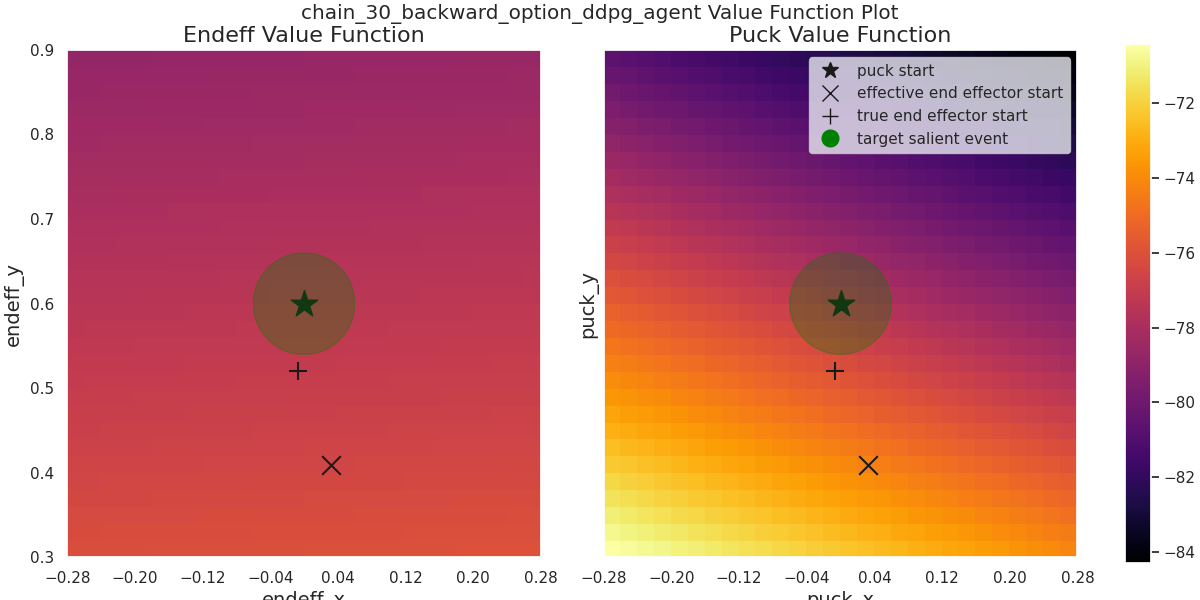 chain_30_backward_option_ddpg_agent Value Function Plot
Endeff Value Function
Puck Value Function
0.9
0.8
0.7
0.6
0.5
0.4
0.3
endeff_y
−0.28 −0.20 −0.12 −0.04 0.04 0.12 0.20 0.28
endeff_x
puck_y
puck start
effective end effector start
true end effector start
target salient event
−0.28 −0.20 −0.12 −0.04 0.04 0.12 0.20 0.28
puck_x
−72
−74
−76
−78
−80
−82
−84